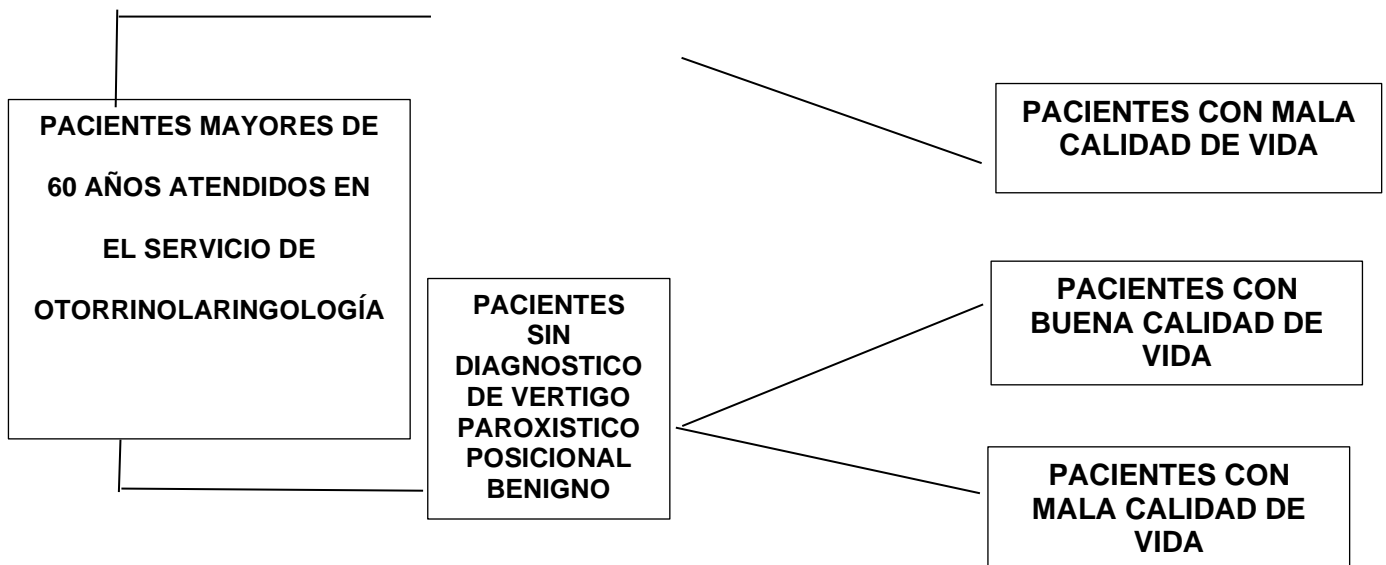 PACIENTES MAYORES DE
60 AÑOS ATENDIDOS EN
EL SERVICIO DE
OTORRINOLARINGOLOGÍA
PACIENTES
SIN
DIAGNOSTICO
DE VERTIGO
PAROXISTICO
POSICIONAL
BENIGNO
PACIENTES CON MALA
CALIDAD DE VIDA
PACIENTES CON
BUENA CALIDAD DE
VIDA
PACIENTES CON
MALA CALIDAD DE
VIDA